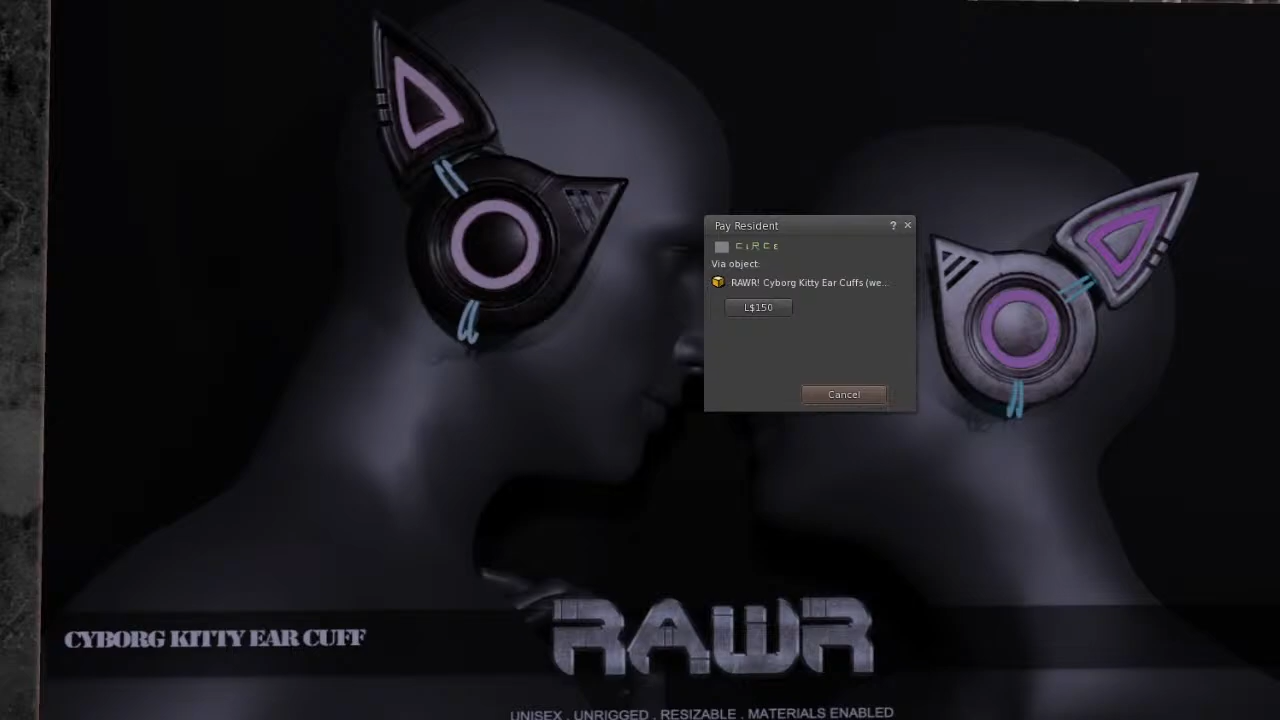 Pay Resident ? ×
Via object:
RAWR! Cyborg Kitty Ear Cuffs (we...
L$150
Cancel
CYBORG KITTY EAR CUFF
RAWR
UNISEX . UNRIGGED . RESIZABLE . MATERIALS ENABLED